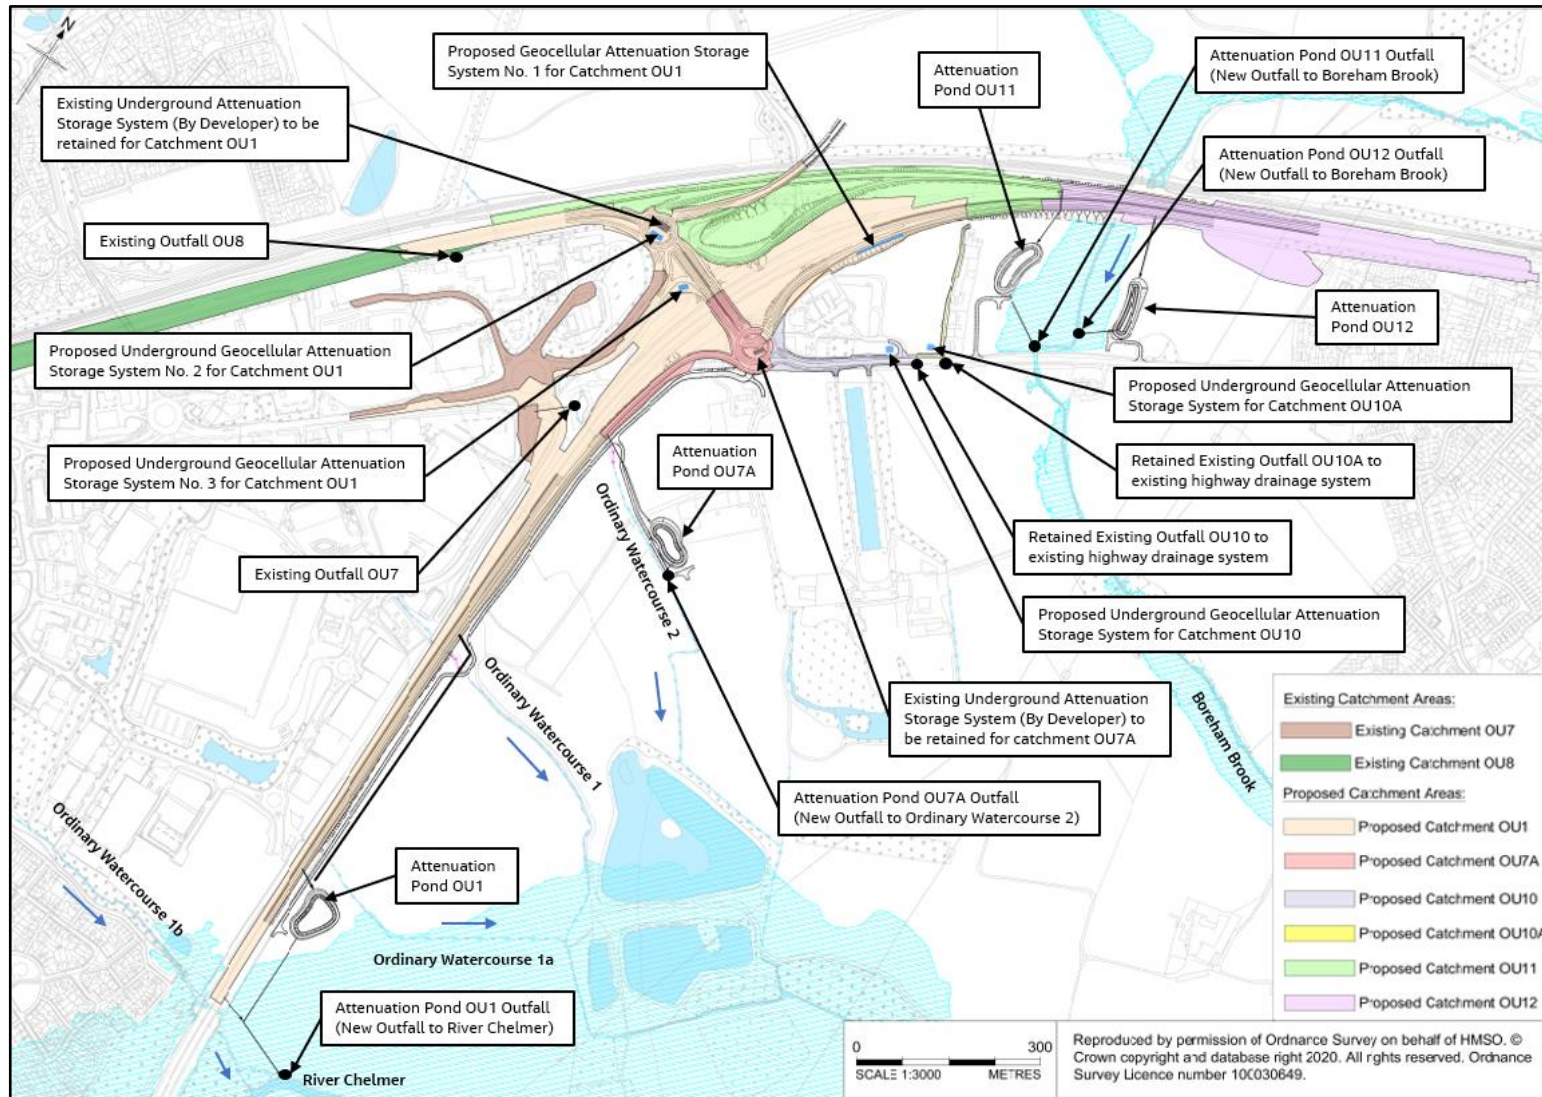 N
Proposed Geocellular Attenuation Storage
System No. 1 for Catchment OU1
Attenuation
Pond OU11
Attenuation Pond OU11 Outfall
(New Outfall to Boreham Brook)
Existing Underground Attenuation
Storage System (By Developer) to be
retained for Catchment OU1
Attenuation Pond OU12 Outfall
(New Outfall to Boreham Brook)
Existing Outfall OU8
Attenuation
Pond OU12
Proposed Underground Geocellular Attenuation
Storage System No. 2 for Catchment OU1
Proposed Underground Geocellular Attenuation
Storage System for Catchment OU10A
Proposed Underground Geocellular Attenuation
Storage System No. 3 for Catchment OU1
Attenuation
Pond OU7A
Retained Existing Outfall OU10A to
existing highway drainage system
Ordinary Watercourse 2
Retained Existing Outfall OU10 to
existing highway drainage system
Existing Outfall OU7
Proposed Underground Geocellular Attenuation
Storage System for Catchment OU10
Ordinary Watercourse 1
Existing Underground Attenuation
Storage System (By Developer) to
be retained for catchment OU7A
Boreham Brook
Attenuation Pond OU7A Outfall
(New Outfall to Ordinary Watercourse 2)
Ordinary Watercourse 1b
Attenuation
Pond OU1
Ordinary Watercourse 1a
Attenuation Pond OU1 Outfall
(New Outfall to River Chelmer)
River Chelmer
Existing Catchment Areas:
Existing Catchment OU7
Existing Catchment OU8
Proposed Catchment Areas:
Proposed Catchment OU1
Proposed Catchment OU7A
Proposed Catchment OU10
Proposed Catchment OU10A
Proposed Catchment OU11
Proposed Catchment OU12
0 300
SCALE 1:3000 METRES
Reproduced by permission of Ordnance Survey on behalf of HMSO. ©
Crown copyright and database right 2020. All rights reserved. Ordnance
Survey Licence number 100030649.